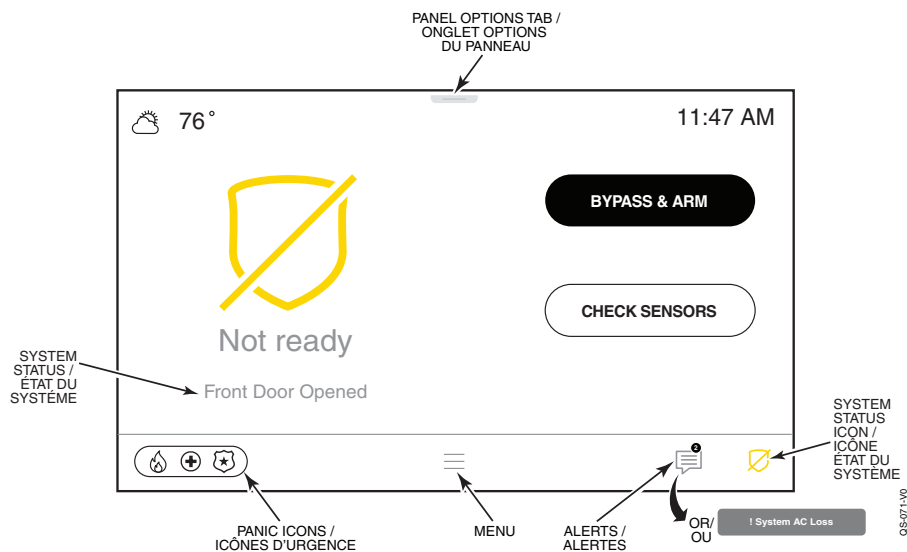 PANEL OPTIONS TAB /
ONGLET OPTIONS
DU PANNEAU
76°
11:47 AM
BYPASS & ARM
CHECK SENSORS
Not ready
Front Door Opened
SYSTEM
STATUS /
ÉTAT DU
SYSTÉME
SYSTEM
STATUS
ICON /
ICÔNE
ÉTAT DU
SYSTÈME
2
PANIC ICONS /
ICÔNES D'URGENCE
MENU
ALERTS /
ALERTES
OR/
OU
! System AC Loss
QS-071-V0